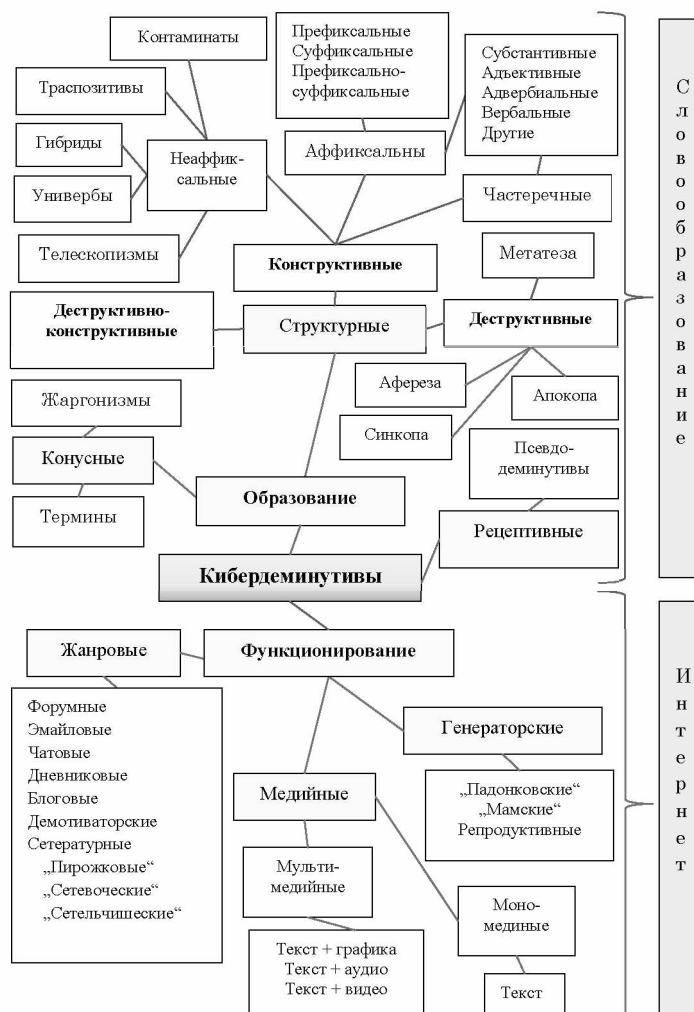 Контаминаты
Префиксальные
Суффиксальные
Префиксально-
суффиксальные
Субстантивные
Адъективные
Адвербиальные
Вербальные
Другие
Траспозитивы
Гибриды
Неаффик-
сальные
Аффиксальны
Универбы
Частеречные
Телескопизмы
Конструктивные
Метатеза
Деструктивно-
конструктивные
Структурные
Деструктивные
Афереза
Апокопа
Жаргонизмы
Синкопа
Псевдо-
деминутивы
Конусные
Образование
Термины
Рецептивные
Кибердеминутивы
Словообразование
Жанровые
Функционирование
Форумные
Эмайловые
Чатовые
Дневниковые
Блоговые
Демотиваторские
Сетературные
„Пирожковые“
„Сетевоческие“
„Сетельчишеские“
Генераторские
Медийные
„Падонковские“
„Мамские“
Репродуктивные
Мульти-
медийные
Моно-
мединые
Текст + графика
Текст + аудио
Текст + видео
Текст
Интернет